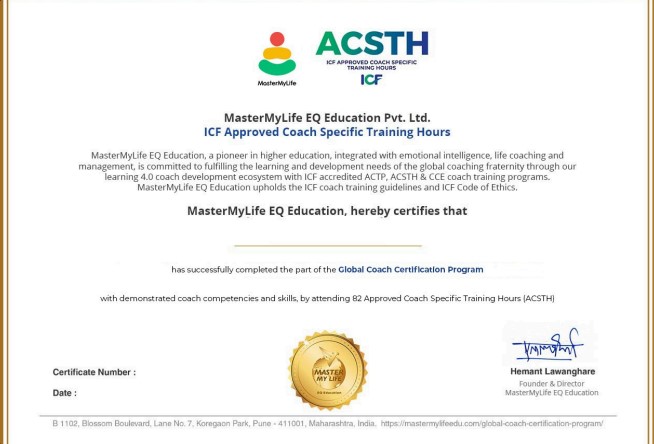 ACSTH
ICF APPROVED COACH SPECIFIC
TRAINING HOURS
ICF
MasterMyLife
MasterMyLife EQ Education Pvt. Ltd.
ICF Approved Coach Specific Training Hours
MasterMyLife EQ Education, a pioneer in higher education, integrated with emotional intelligence, life coaching and
management, is committed to fulfilling the learning and development needs of the global coaching fraternity through our
learning 4.0 coach development ecosystem with ICF accredited ACTP, ACSTH & CCE coach training programs.
MasterMyLife EQ Education upholds the ICF coach training guidelines and ICF Code of Ethics.
MasterMyLife EQ Education, hereby certifies that
has successfully completed the part of the Global Coach Certification Program
with demonstrated coach competencies and skills, by attending 82 Approved Coach Specific Training Hours (ACSTH)
MASTER
MY LIFE
EQ Education
Certificate Number :
Date :
Hemant Lawanghare
Founder & Director
MasterMyLife EQ Education
B 1102, Blossom Boulevard, Lane No. 7, Koregaon Park, Pune - 411001, Maharashtra, India. https://mastermylifeedu.com/global-coach-certification-program/